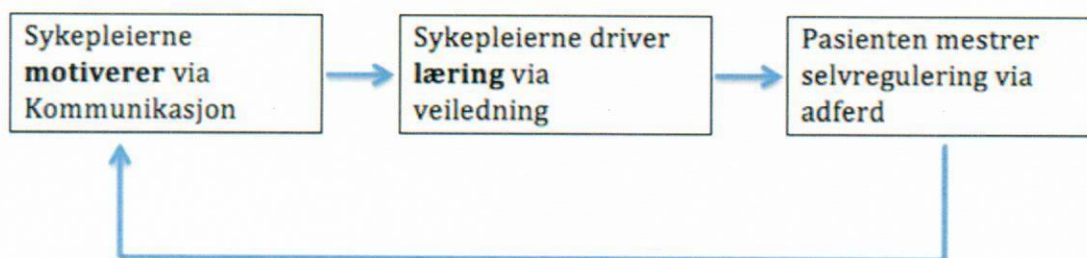 Sykepleierne
motiverer via
Kommunikasjon
Sykepleierne driver
læring via
veiledning
Pasienten mestrer
selvregulering via
adferd